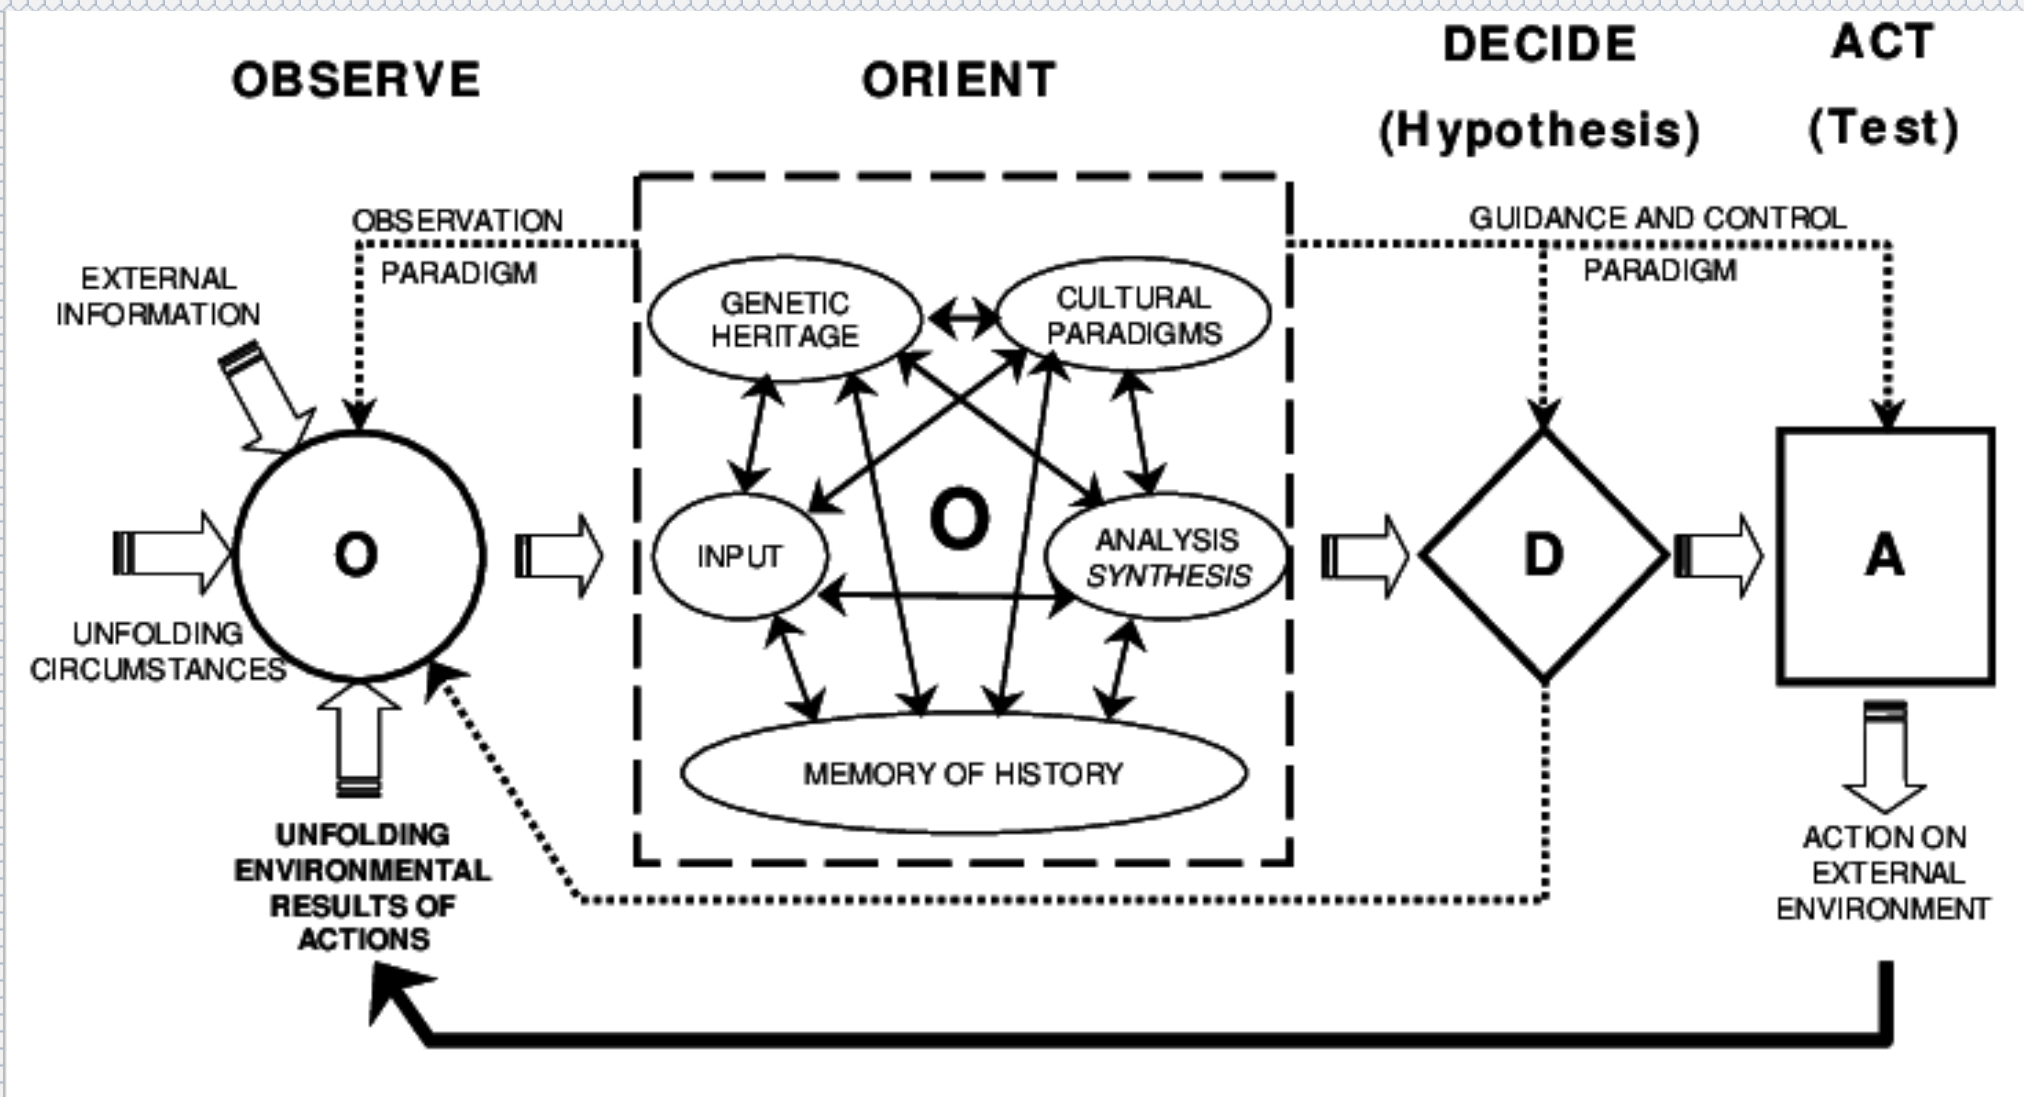 OBSERVE
ORIENT
DECIDE
(Hypothesis)
ACT
(Test)
OBSERVATION
PARADIGM
GUIDANCE AND CONTROL
PARADIGM
EXTERNAL
INFORMATION
GENETIC
HERITAGE
CULTURAL
PARADIGMS
O
UNFOLDING
CIRCUMSTANCES
INPUT
O
ANALYSIS
SYNTHESIS
D
A
MEMORY OF HISTORY
UNFOLDING
ENVIRONMENTAL
RESULTS OF
ACTIONS
ACTION ON
EXTERNAL
ENVIRONMENT